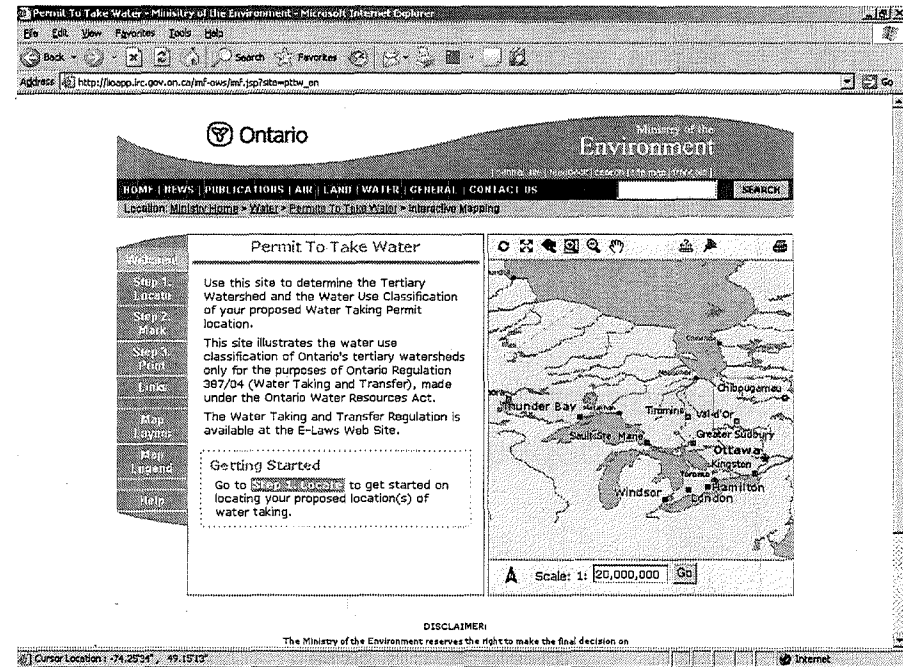 Permit To Take Water - Ministry of the Environment - Microsoft Internet Explorer
File Edit View Favorites Tools Help
Back Search Favorites
Address http://lioapp.lrc.gov.on.ca/imf-ows/imf.jsp?site=pttw_en Go
Ontario
Ministry of the
Environment
HOME | NEWS | PUBLICATIONS | AIR | LAND | WATER | GENERAL | CONTACT US SEARCH
Location: Ministry Home > Water > Permits To Take Water > Interactive Mapping
Welcome
Step 1. Locate
Step 2. Mark
Step 3. Print
Links
Map Layers
Map Legend
Help
Permit To Take Water
Use this site to determine the Tertiary
Watershed and the Water Use Classification
of your proposed Water Taking Permit
location.
This site illustrates the water use
classification of Ontario's tertiary watersheds
only for the purposes of Ontario Regulation
387/04 (Water Taking and Transfer), made
under the Ontario Water Resources Act.
The Water Taking and Transfer Regulation is
available at the E-Laws Web Site.
Getting Started
Go to Step 1. Locate to get started on
locating your proposed location(s) of
water taking.
Chibougamau
Thunder Bay
Timmins
Val-d'Or
Sault Ste. Marie
Greater Sudbury
Ottawa
Kingston
Toronto
Hamilton
Windsor
London
Scale: 1: 20,000,000 Go
DISCLAIMER:
The Ministry of the Environment reserves the right to make the final decision on
Cursor Location : -74.25'34" , 49.15'13" Internet